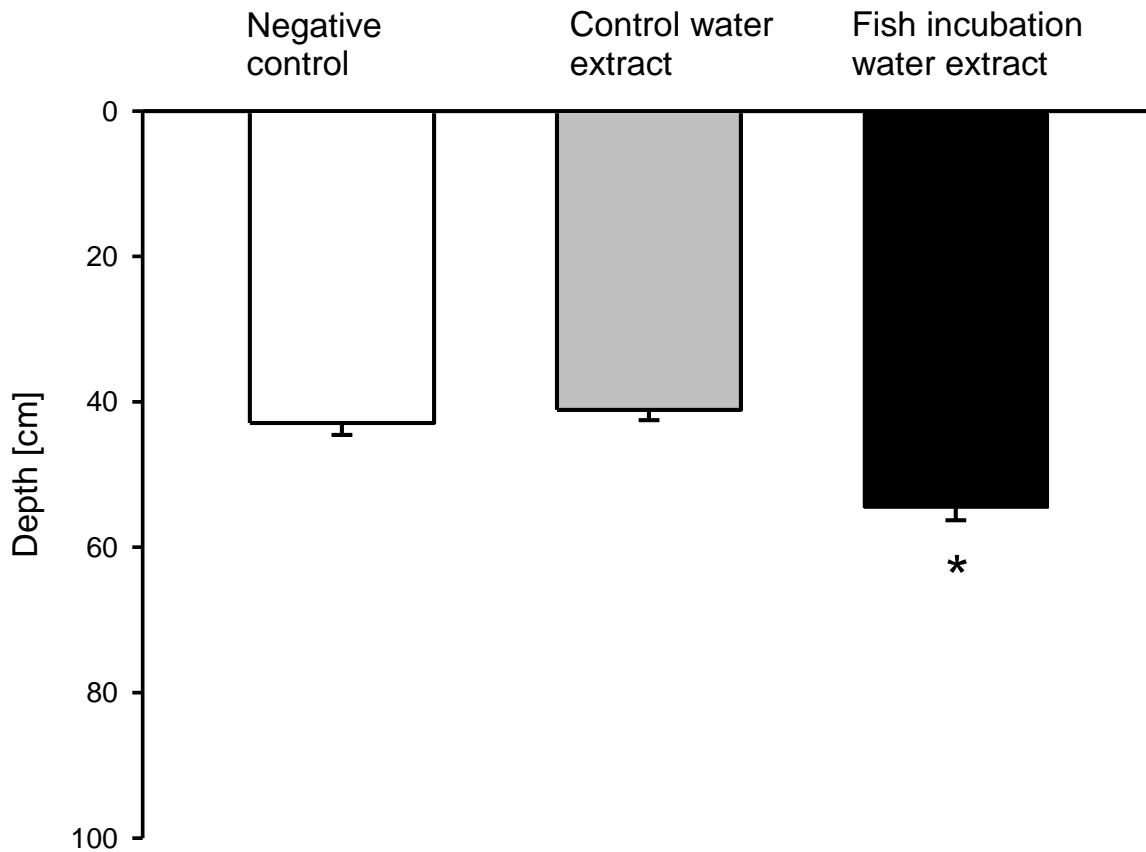 Negative
control
Control water
extract
Fish incubation
water extract
0
20
40
60
80
100
Depth [cm]
*